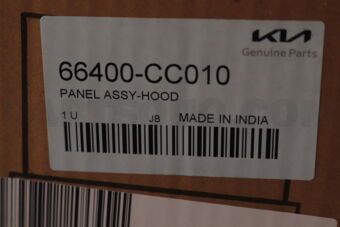 KIA
Genuine Parts
66400-CC010
PANEL ASSY-HOOD
1 U JB MADE IN INDIA